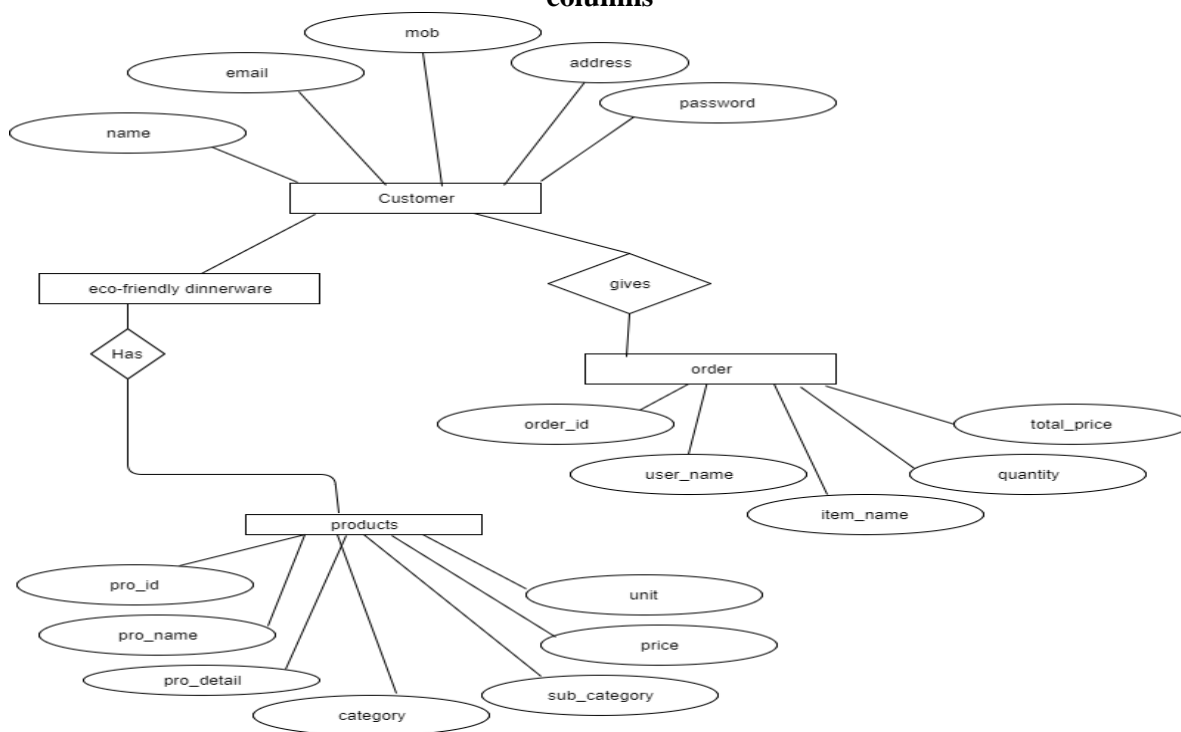 columns
mob
address
email
password
name
Customer
eco-friendly dinnerware
gives
Has
order
order_id
total_price
user_name
quantity
item_name
products
pro_id
unit
pro_name
price
pro_detail
sub_category
category